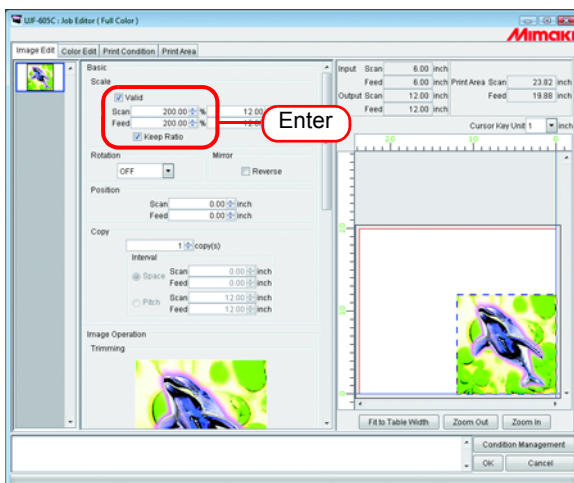 UJF-605C : Job Editor ( Full Color )
Mimaki
Image Edit Color Edit Print Condition Print Area
Basic
Scale
Valid
Scan 200.00 % 12.00
Feed 200.00 %
Keep Ratio
Enter
Rotation Mirror
OFF Reverse
Position
Scan 0.00 inch
Feed 0.00 inch
Copy
1 copy(s)
Interval
Space Scan 0.00 inch
Feed 0.00 inch
Pitch Scan 12.00 inch
Feed 12.00 inch
Image Operation
Trimming
Input Scan 6.00 inch
Feed 6.00 inch Print Area Scan 23.82 inch
Output Scan 12.00 inch Feed 19.88 inch
Feed 12.00 inch
Cursor Key Unit 1 inch
20 10 0
20
10
0
Fit to Table Width Zoom Out Zoom In
Condition Management
OK Cancel